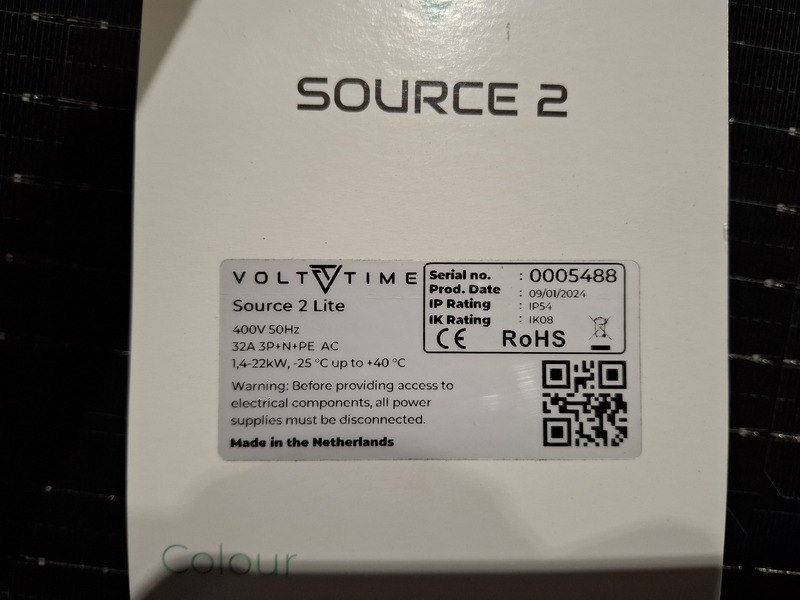 SOURCE 2
VOLT TIME
Source 2 Lite
400V 50Hz
32A 3P+N+PE AC
1,4-22kW, -25 °C up to +40 °C
Warning: Before providing access to
electrical components, all power
supplies must be disconnected.
Made in the Netherlands
Serial no. : 0005488
Prod. Date : 09/01/2024
IP Rating : IP54
IK Rating : IK08
CE RoHS
Colour